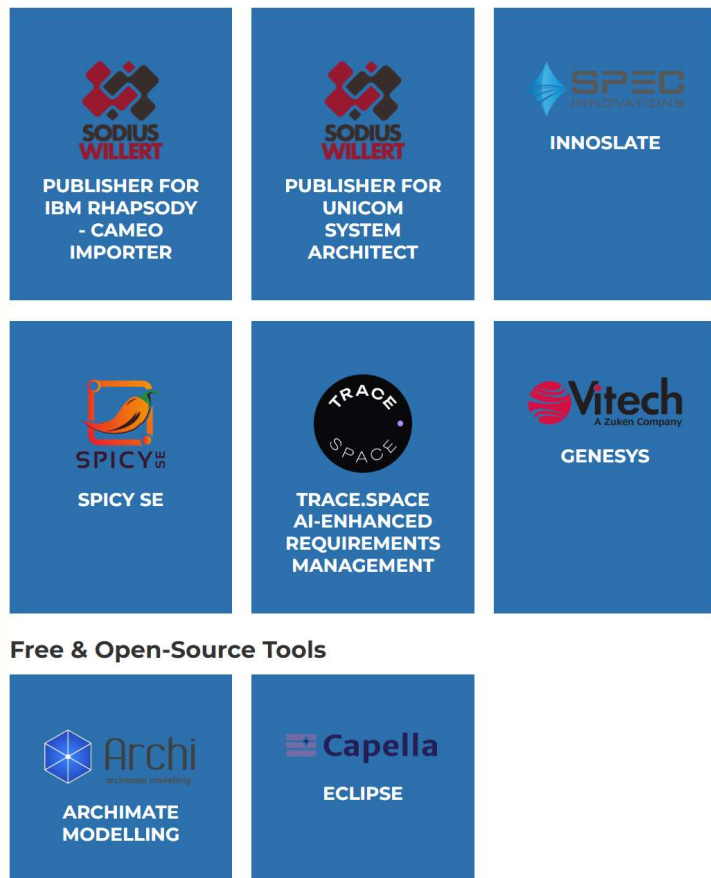 SODIUS
WILLERT
PUBLISHER FOR
IBM RHAPSODY
- CAMEO
IMPORTER
SODIUS
WILLERT
PUBLISHER FOR
UNICOM
SYSTEM
ARCHITECT
SPEC
INNOVATIONS
INNOSLATE
SPICY SE
SPICY SE
TRACE
SPACE
TRACE.SPACE
AI-ENHANCED
REQUIREMENTS
MANAGEMENT
Vitech
A Zuken Company
GENESYS
Free & Open-Source Tools
Archi
archimate modelling
ARCHIMATE
MODELLING
Capella
ECLIPSE